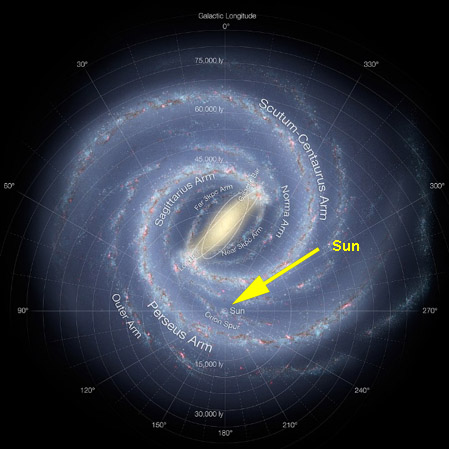 Galactic Longitude
0°
30°
330°
75,000 ly
60,000 ly
Scutum-Centaurus Arm
45,000 ly
60°
300°
Sagittarius Arm
Far 3kpc Arm
Norma Arm
Near 3kpc Arm
Sun
Sun
Orion Spur
90°
270°
Outer Arm
Perseus Arm
15,000 ly
120°
240°
30,000 ly
150°
210°
180°